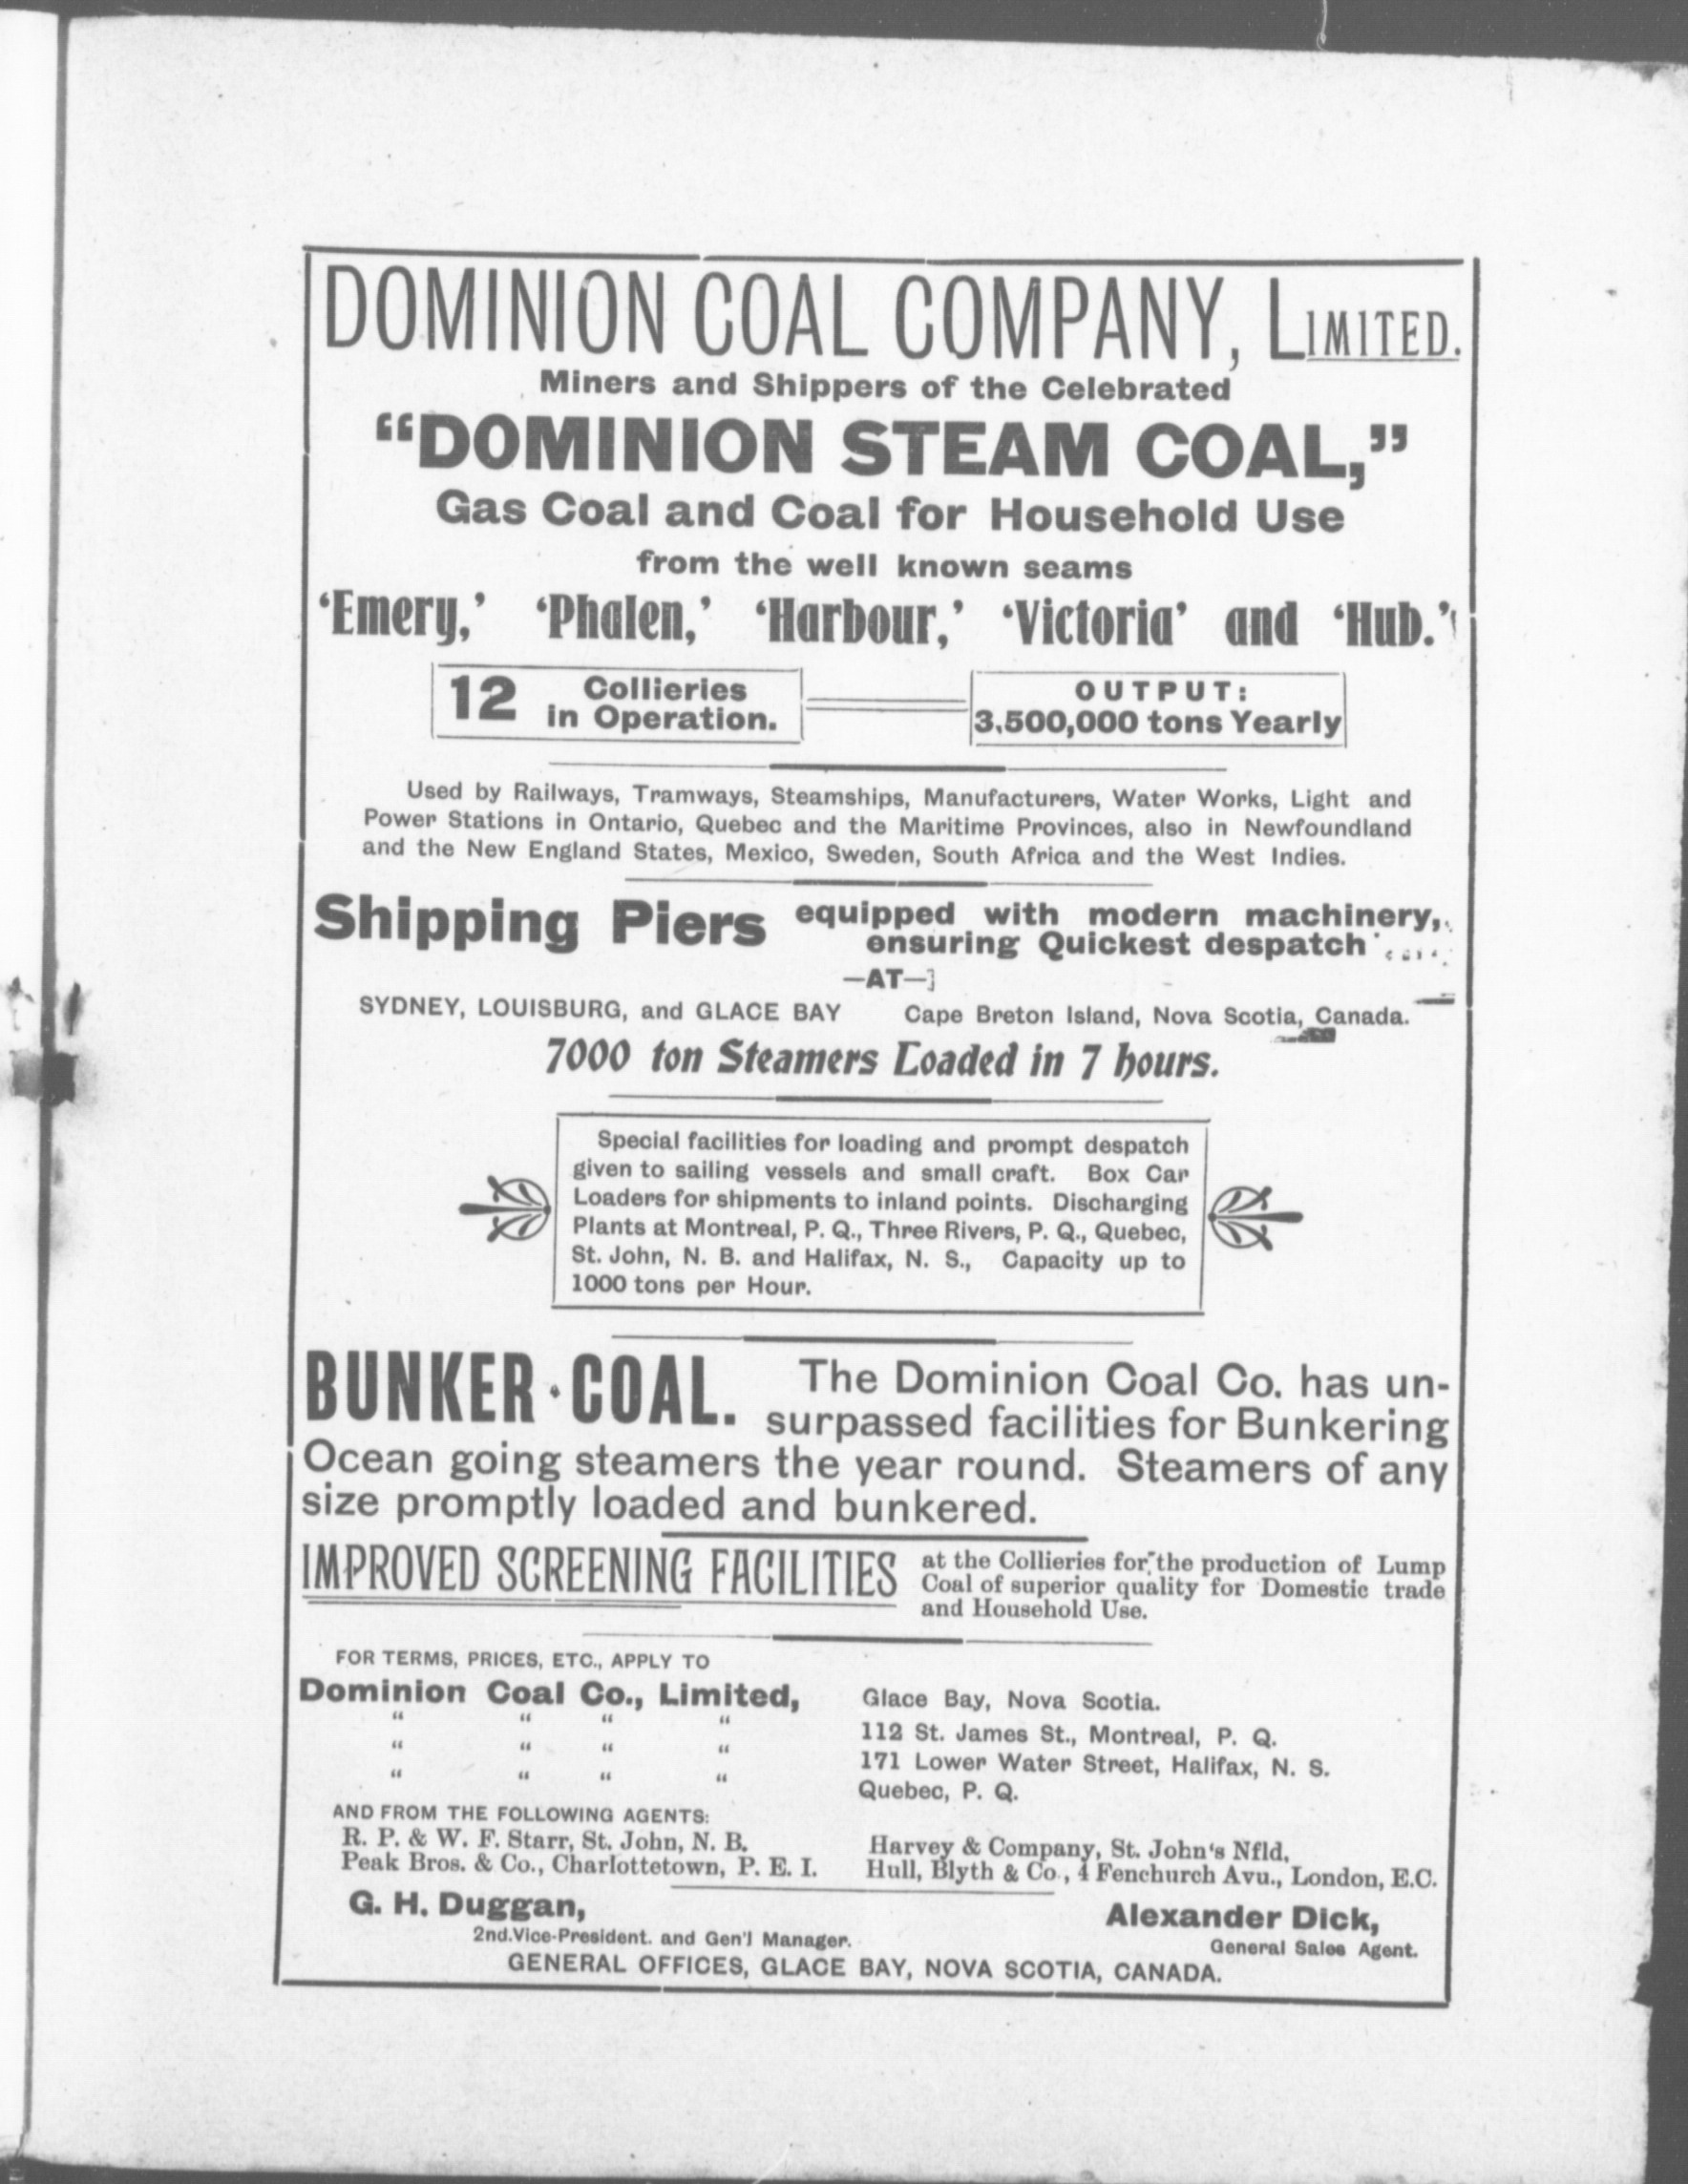 DOMINION COAL COMPANY, LIMITED.
Miners and Shippers of the Celebrated
“DOMINION STEAM COAL,”
Gas Coal and Coal for Household Use
from the well known seams
‘Emery,’ ‘Phalen,’ ‘Harbour,’ ‘Victoria’ and ‘Hub.’
12 Collieries
in Operation.
OUTPUT:
3,500,000 tons Yearly
Used by Railways, Tramways, Steamships, Manufacturers, Water Works, Light and
Power Stations in Ontario, Quebec and the Maritime Provinces, also in Newfoundland
and the New England States, Mexico, Sweden, South Africa and the West Indies.
Shipping Piers equipped with modern machinery,
ensuring Quickest despatch
—AT—]
SYDNEY, LOUISBURG, and GLACE BAY Cape Breton Island, Nova Scotia, Canada.
7000 ton Steamers Loaded in 7 hours.
Special facilities for loading and prompt despatch
given to sailing vessels and small craft. Box Car
Loaders for shipments to inland points. Discharging
Plants at Montreal, P. Q., Three Rivers, P. Q., Quebec,
St. John, N. B. and Halifax, N. S., Capacity up to
1000 tons per Hour.
BUNKER COAL. The Dominion Coal Co. has un-
surpassed facilities for Bunkering
Ocean going steamers the year round. Steamers of any
size promptly loaded and bunkered.
IMPROVED SCREENING FACILITIES at the Collieries for the production of Lump
Coal of superior quality for Domestic trade
and Household Use.
FOR TERMS, PRICES, ETC., APPLY TO
Dominion Coal Co., Limited, Glace Bay, Nova Scotia.
“ “ “ “ 112 St. James St., Montreal, P. Q.
“ “ “ “ 171 Lower Water Street, Halifax, N. S.
“ “ “ “ Quebec, P. Q.
AND FROM THE FOLLOWING AGENTS:
R. P. & W. F. Starr, St. John, N. B. Harvey & Company, St. John's Nfld,
Peak Bros. & Co., Charlottetown, P. E. I. Hull, Blyth & Co., 4 Fenchurch Avu., London, E.C.
G. H. Duggan, Alexander Dick,
2nd.Vice-President. and Gen'l Manager. General Sales Agent.
GENERAL OFFICES, GLACE BAY, NOVA SCOTIA, CANADA.